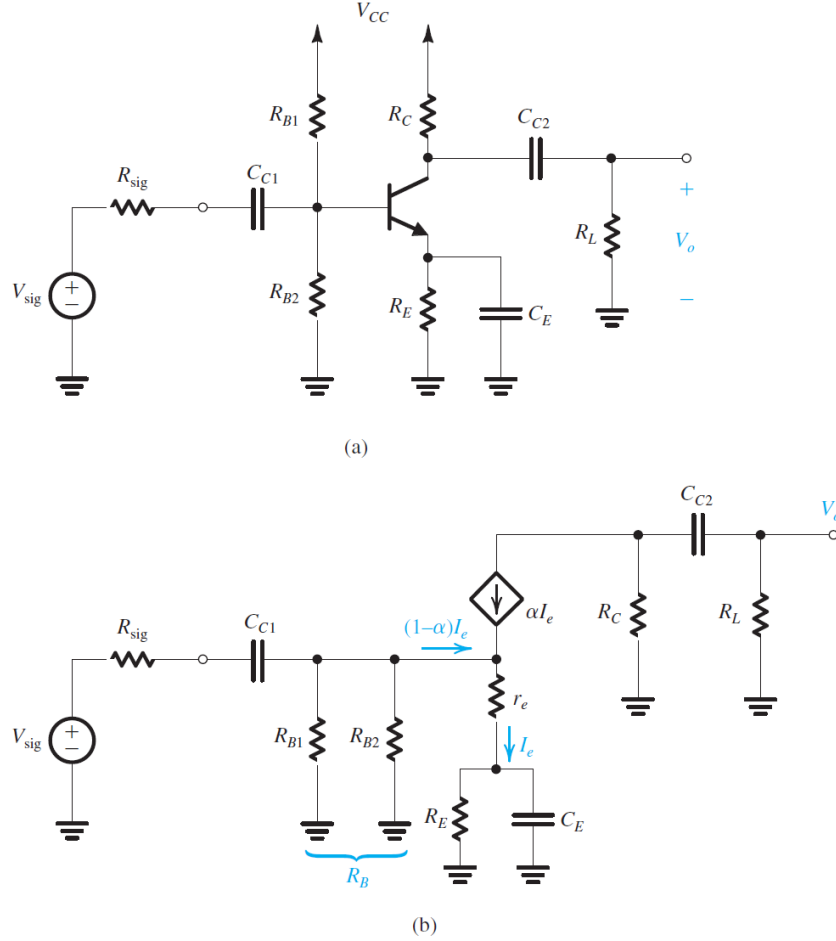 V_CC
R_B1
R_C
C_C2
R_sig
C_C1
+
R_L
V_o
−
V_sig
+
−
R_B2
R_E
C_E
(a)
C_C2
αI_e
R_C
R_L
R_sig
C_C1
(1–α)I_e
r_e
V_sig
+
−
R_B1
R_B2
I_e
R_E
C_E
R_B
(b)